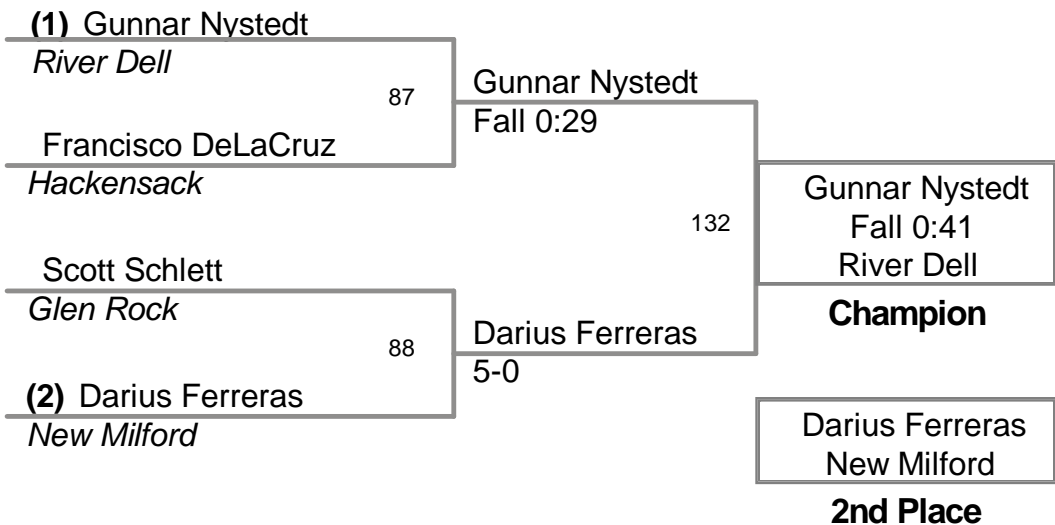 (1) Gunnar Nystedt
River Dell
87
Gunnar Nystedt
Fall 0:29
Francisco DeLaCruz
Hackensack
132
Gunnar Nystedt
Fall 0:41
River Dell
Champion
Scott Schlett
Glen Rock
88
Darius Ferreras
5-0
(2) Darius Ferreras
New Milford
Darius Ferreras
New Milford
2nd Place